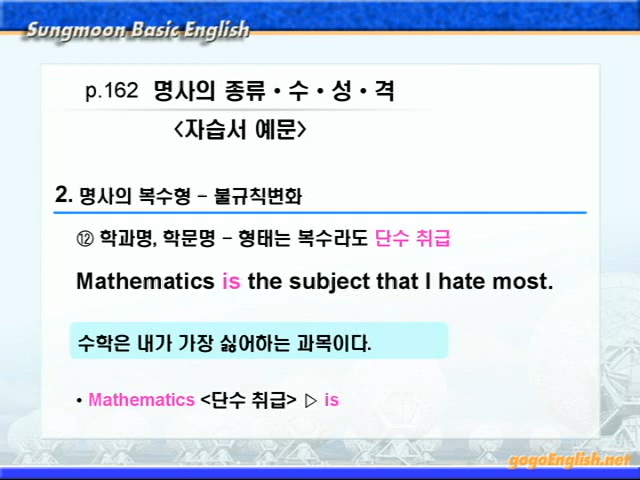 Sungmoon Basic English
p.162 명사의 종류 • 수 • 성 • 격
<자습서 예문>
2. 명사의 복수형 - 불규칙변화
⑫ 학과명, 학문명 - 형태는 복수라도 단수 취급
Mathematics is the subject that I hate most.
수학은 내가 가장 싫어하는 과목이다.
• Mathematics <단수 취급> ▷ is
gogoEnglish.net